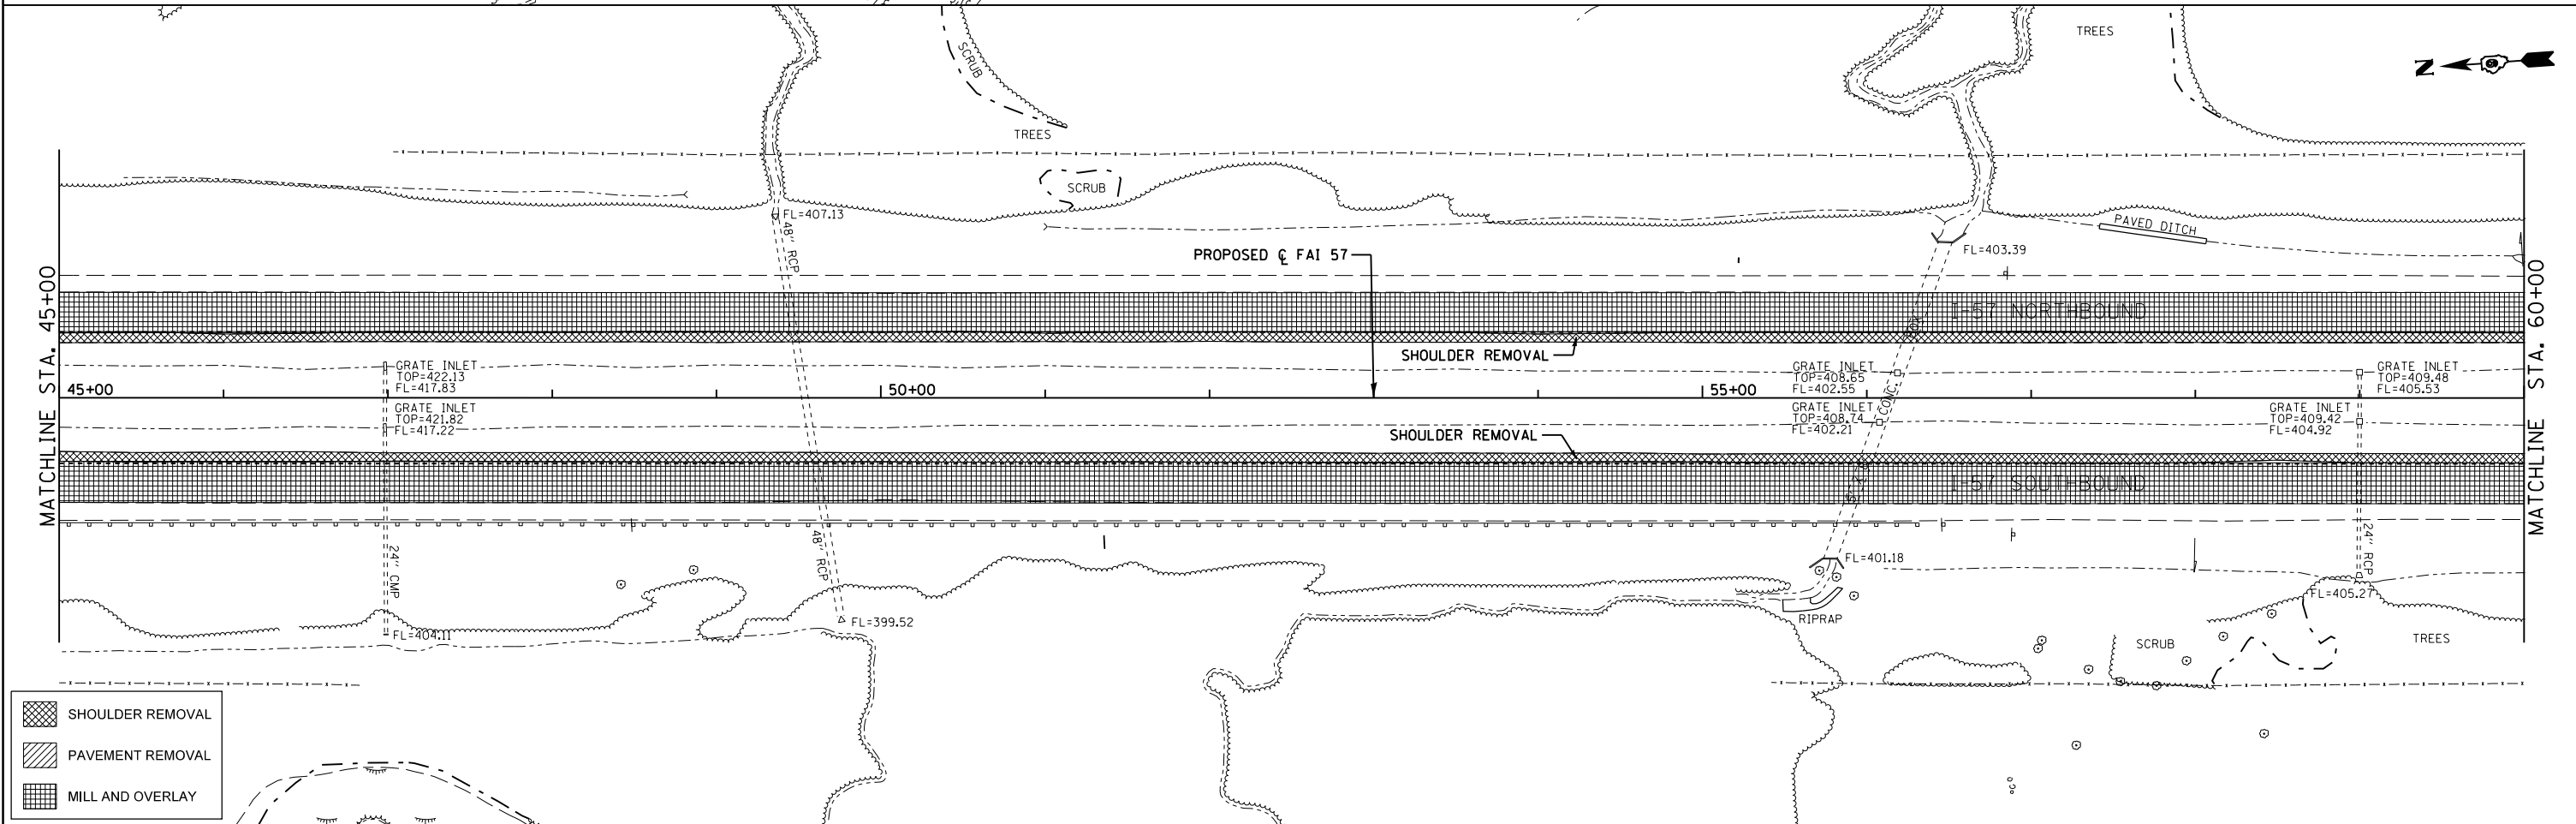 TREES
SCRUB
N
TREES
SCRUB
FL=407.13
48" RCP
PAVED DITCH
PROPOSED ℄ FAI 57
FL=403.39
MATCHLINE STA. 45+00
MATCHLINE STA. 60+00
I-57 NORTHBOUND
SHOULDER REMOVAL
GRATE INLET
TOP=422.13
FL=417.83
GRATE INLET
TOP=408.65
FL=402.55
GRATE INLET
TOP=409.48
FL=405.53
45+00
50+00
55+00
BOX
CONC.
GRATE INLET
TOP=421.82
FL=417.22
GRATE INLET
TOP=408.74
FL=402.21
GRATE INLET
TOP=409.42
FL=404.92
SHOULDER REMOVAL
I-57 SOUTHBOUND
24" CMP
48" RCP
24" RCP
FL=401.18
FL=405.27
FL=399.52
RIPRAP
FL=404.11
SCRUB
TREES
SHOULDER REMOVAL
PAVEMENT REMOVAL
MILL AND OVERLAY